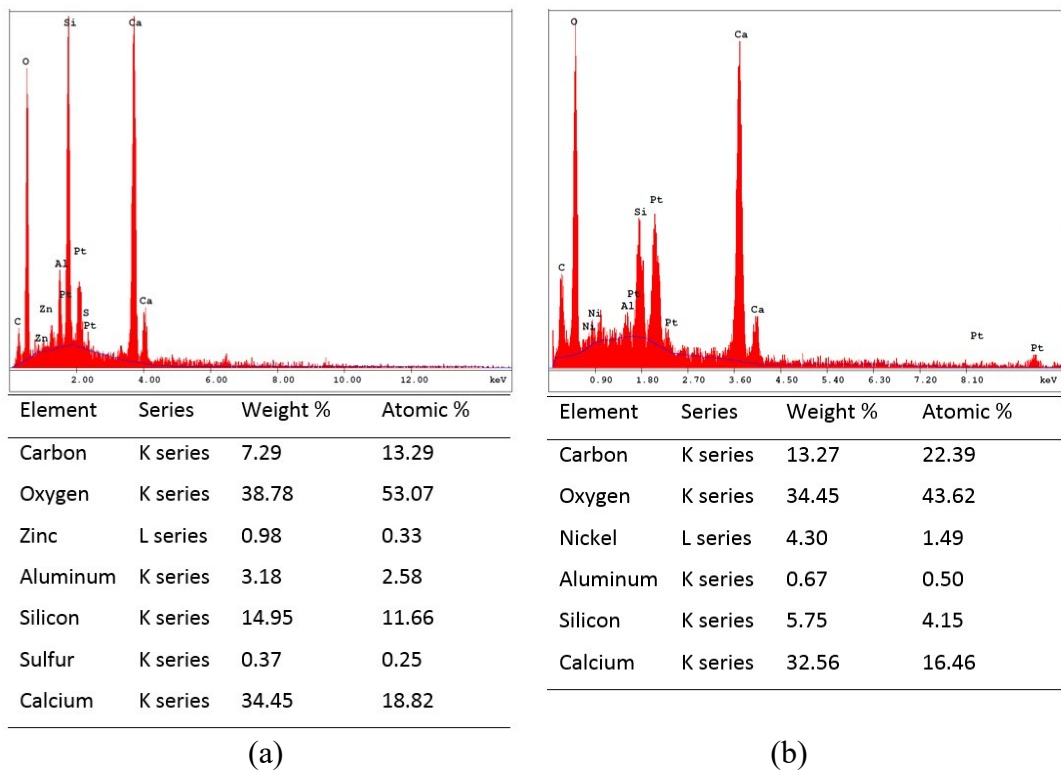 Si Ca
O
Pt
Al
Pt
Zn
S
Ca
C
Pt
Zn
2.00 4.00 6.00 8.00 10.00 12.00 keV
Element Series Weight % Atomic %
Carbon K series 7.29 13.29
Oxygen K series 38.78 53.07
Zinc L series 0.98 0.33
Aluminum K series 3.18 2.58
Silicon K series 14.95 11.66
Sulfur K series 0.37 0.25
Calcium K series 34.45 18.82
(a)
O
Ca
Pt
Si
C
Pt
Ni
Al
Ca
Pt
Ni
Pt
Pt
0.90 1.80 2.70 3.60 4.50 5.40 6.30 7.20 8.10 keV
Element Series Weight % Atomic %
Carbon K series 13.27 22.39
Oxygen K series 34.45 43.62
Nickel L series 4.30 1.49
Aluminum K series 0.67 0.50
Silicon K series 5.75 4.15
Calcium K series 32.56 16.46
(b)